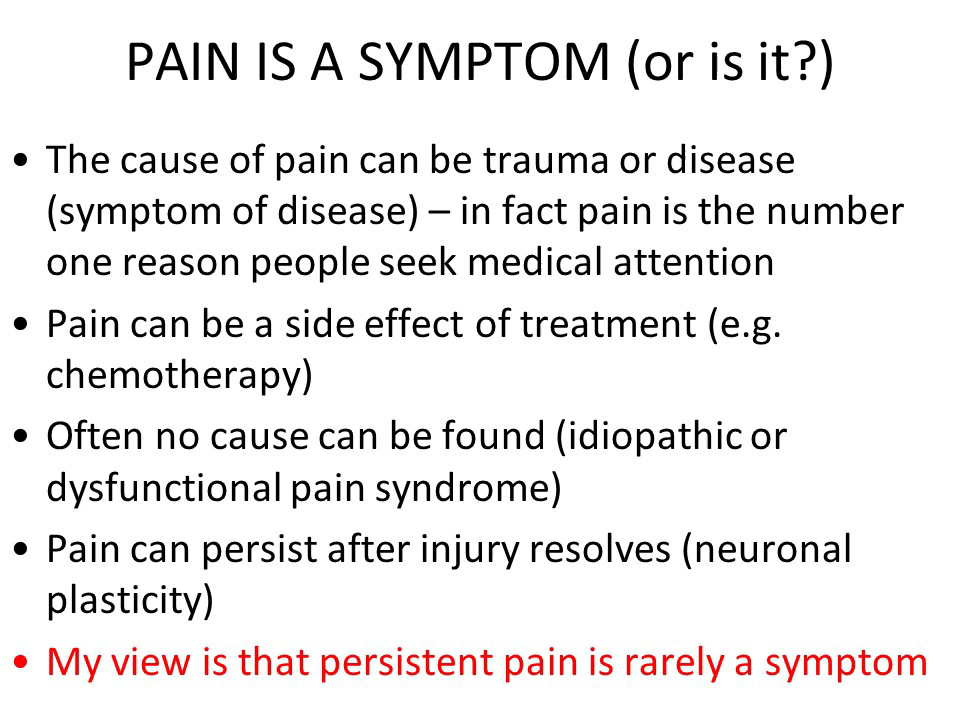 PAIN IS A SYMPTOM (or is it?)
• The cause of pain can be trauma or disease
(symptom of disease) – in fact pain is the number
one reason people seek medical attention
• Pain can be a side effect of treatment (e.g.
chemotherapy)
• Often no cause can be found (idiopathic or
dysfunctional pain syndrome)
• Pain can persist after injury resolves (neuronal
plasticity)
• My view is that persistent pain is rarely a symptom